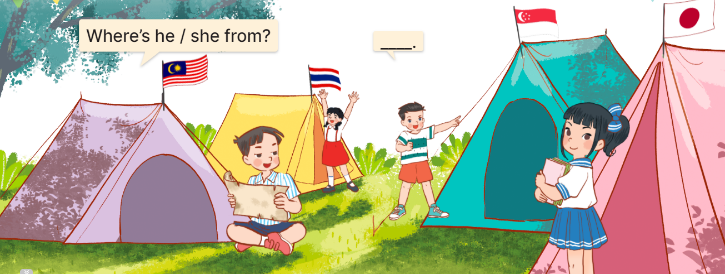 Where's he / she from?
____.